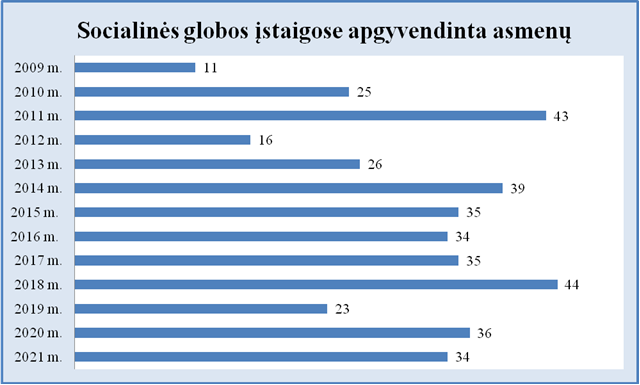 Socialinės globos įstaigose apgyvendinta asmenų
2009 m. 11
2010 m. 25
2011 m. 43
2012 m. 16
2013 m. 26
2014 m. 39
2015 m. 35
2016 m. 34
2017 m. 35
2018 m. 44
2019 m. 23
2020 m. 36
2021 m. 34